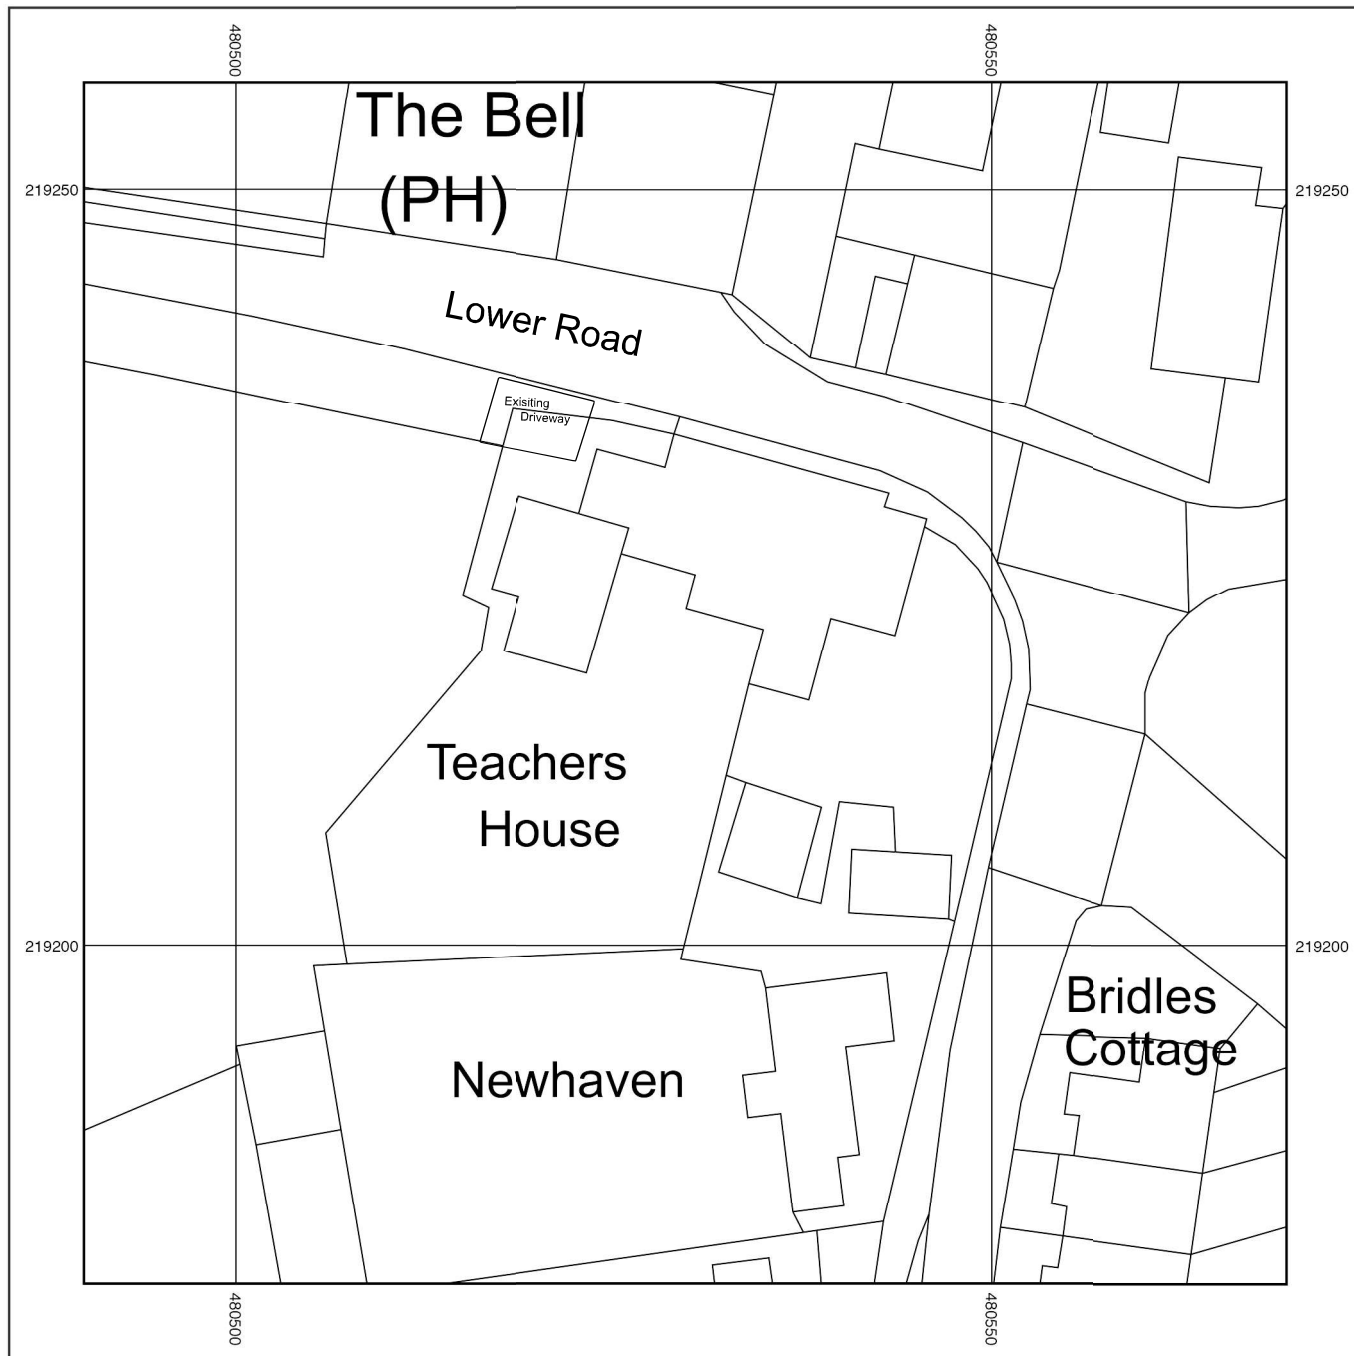 480500
480550
The Bell
(PH)
219250
219250
Lower Road
Exisiting
Driveway
Teachers
House
219200
219200
Bridles
Cottage
Newhaven
480500
480550